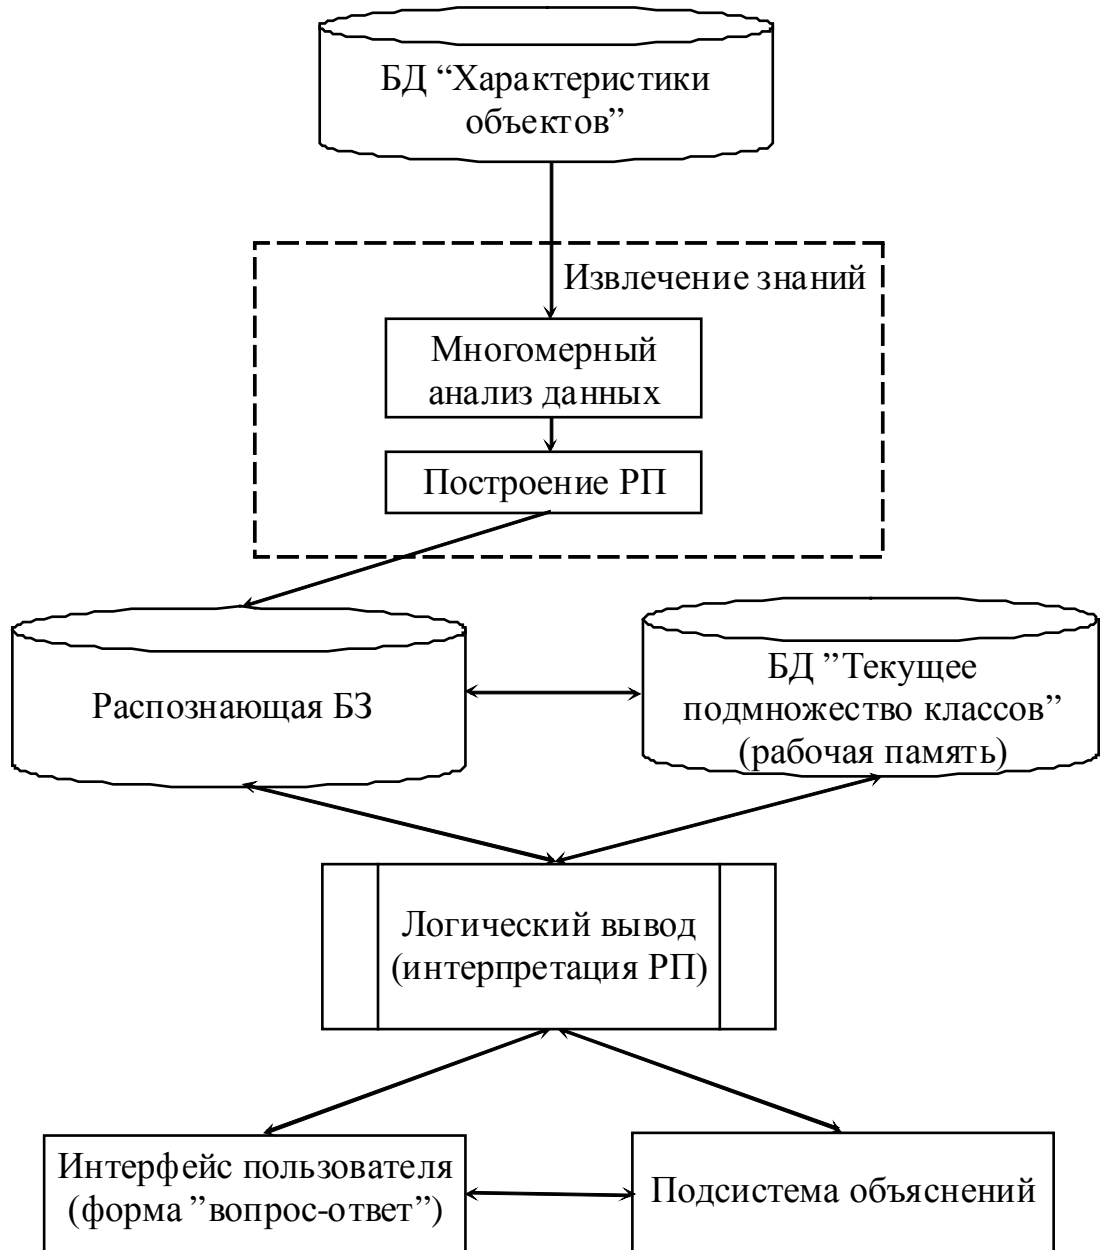 БД “Характеристики
объектов”
Извлечение знаний
Многомерный
анализ данных
Построение РП
Распознающая БЗ
БД ”Текущее
подмножество классов”
(рабочая память)
Логический вывод
(интерпретация РП)
Интерфейс пользователя
(форма ”вопрос-ответ”)
Подсистема объяснений